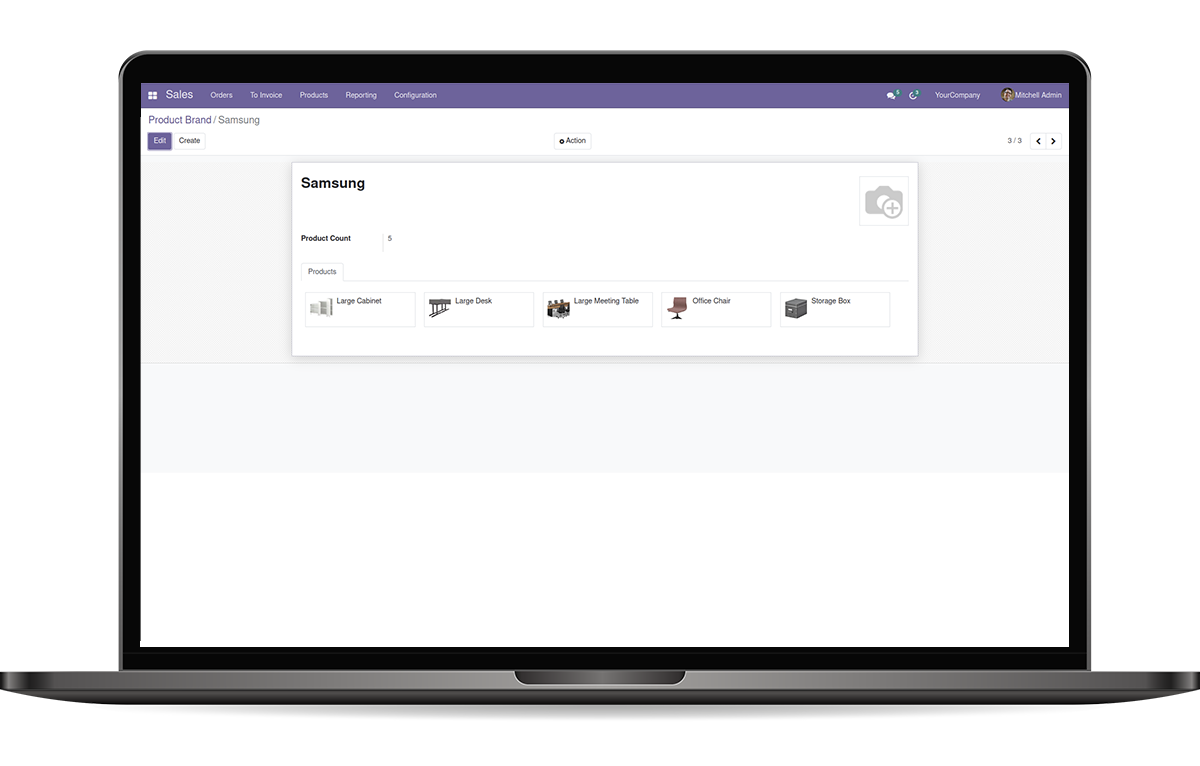 Sales Orders To Invoice Products Reporting Configuration 5 3 YourCompany Mitchell Admin
Product Brand / Samsung
Edit Create Action 3 / 3
Samsung
Product Count 5
Products
Large Cabinet Large Desk Large Meeting Table Office Chair Storage Box